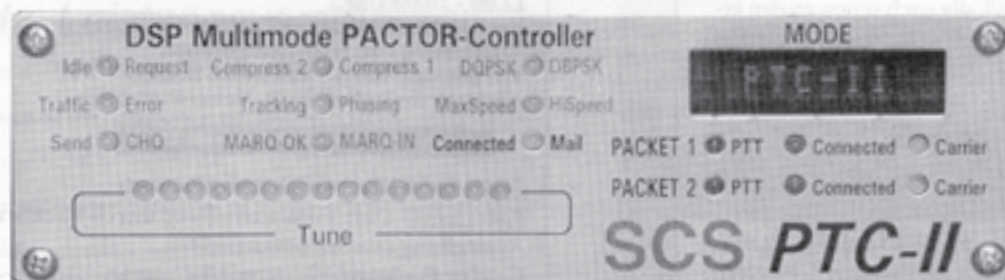 DSP Multimode PACTOR-Controller
MODE
Idle Request Compress 2 Compress 1 DQPSK DBPSK
PTC-II
Traffic Error Tracking Phasing MaxSpeed HiSpeed
Send CHO MARQ-OK MARQ-IN Connected Mail
PACKET 1 PTT Connected Carrier
PACKET 2 PTT Connected Carrier
Tune
SCS PTC-II